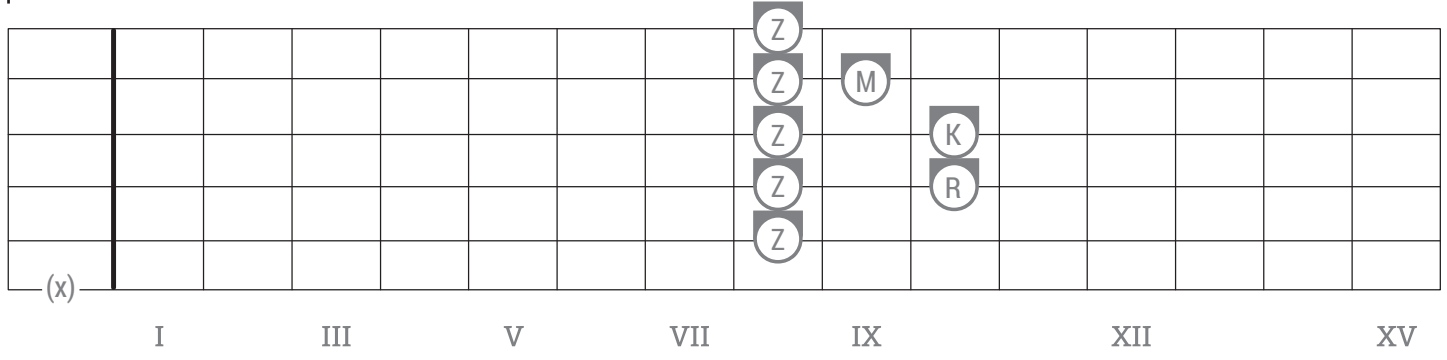 Z
Z M
Z K
Z R
Z
(x)
I III V VII IX XII XV